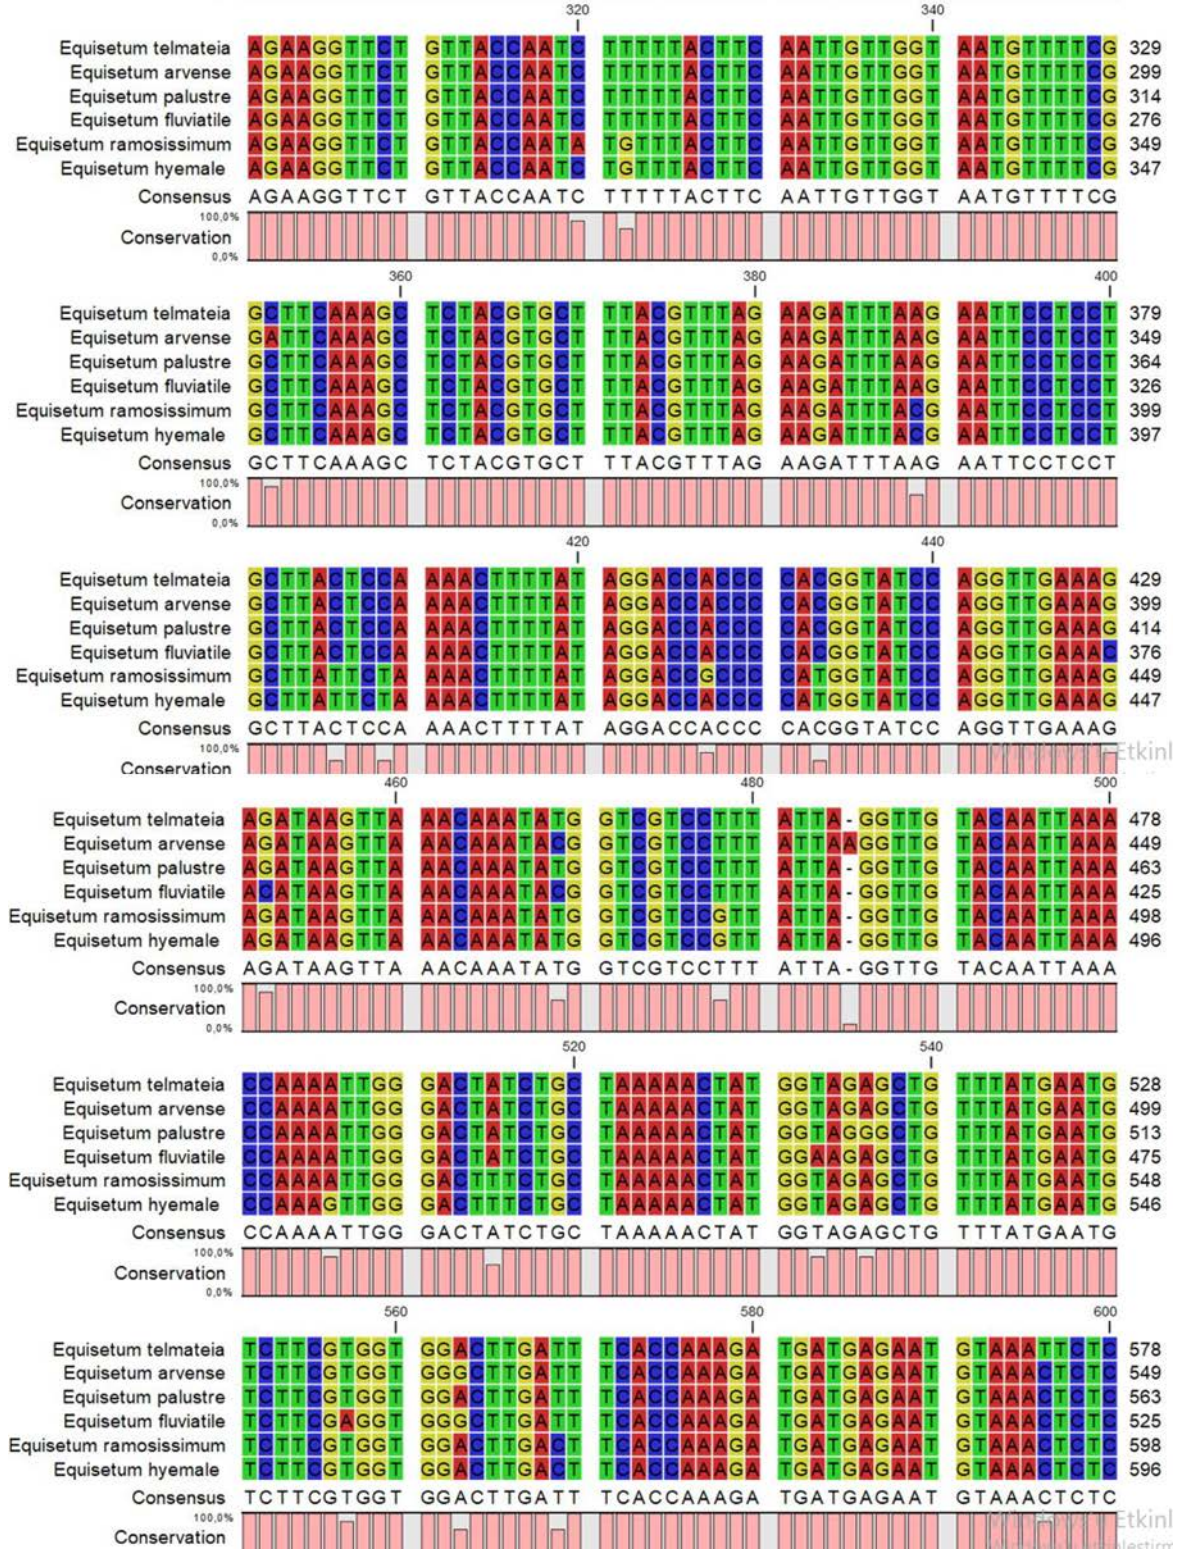 320 340
Equisetum telmateia AGAAGGTTCT GTTACCAATC TTTTTACTTC AATTGTTGGT AATGTTTTCG 329
Equisetum arvense AGAAGGTTCT GTTACCAATC TTTTTACTTC AATTGTTGGT AATGTTTTCG 299
Equisetum palustre AGAAGGTTCT GTTACCAATC TTTTTACTTC AATTGTTGGT AATGTTTTCG 314
Equisetum fluviatile AGAAGGTTCT GTTACCAATC TTTTTACTTC AATTGTTGGT AATGTTTTCG 276
Equisetum ramosissimum AGAAGGTTCT GTTACCAATA TGTTTACTTC AATTGTTGGT AATGTTTTCG 349
Equisetum hyemale AGAAGGTTCT GTTACCAATC TGTTTACTTC AATTGTTGGT AATGTTTTCG 347
Consensus AGAAGGTTCT GTTACCAATC TTTTTACTTC AATTGTTGGT AATGTTTTCG
100,0%
Conservation
0,0%
360 380 400
Equisetum telmateia GCTTCAAAGC TCTACGTGCT TTACGTTTAG AAGATTTAAG AATTCCTCCT 379
Equisetum arvense GATTCAAAGC TCTACGTGCT TTACGTTTAG AAGATTTAAG AATTCCTCCT 349
Equisetum palustre GCTTCAAAGC TCTACGTGCT TTACGTTTAG AAGATTTAAG AATTCCTCCT 364
Equisetum fluviatile GCTTCAAAGC TCTACGTGCT TTACGTTTAG AAGATTTAAG AATTCCTCCT 326
Equisetum ramosissimum GCTTCAAAGC TCTACGTGCT TTACGTTTAG AAGATTTACG AATTCCTCCT 399
Equisetum hyemale GCTTCAAAGC TCTACGTGCT TTACGTTTAG AAGATTTACG AATTCCTCCT 397
Consensus GCTTCAAAGC TCTACGTGCT TTACGTTTAG AAGATTTAAG AATTCCTCCT
100,0%
Conservation
0,0%
420 440
Equisetum telmateia GCTTACTCCA AAACTTTTAT AGGACCACCC CACGGTATCC AGGTTGAAAG 429
Equisetum arvense GCTTACTCCA AAACTTTTAT AGGACCACCC CACGGTATCC AGGTTGAAAG 399
Equisetum palustre GCTTACTCCA AAACTTTTAT AGGACCACCC CACGGTATCC AGGTTGAAAG 414
Equisetum fluviatile GCTTACTCCA AAACTTTTAT AGGACCACCC CACGGTATCC AGGTTGAAAC 376
Equisetum ramosissimum GCTTATTCTA AAACTTTTAT AGGACCGCCC CATGGTATCC AGGTTGAAAG 449
Equisetum hyemale GCTTATTCTA AAACTTTTAT AGGACCACCC CATGGTATCC AGGTTGAAAG 447
Consensus GCTTACTCCA AAACTTTTAT AGGACCACCC CACGGTATCC AGGTTGAAAG
100,0%
Conservation
460 480 500
Equisetum telmateia AGATAAGTTA AACAAATATG GTCGTCCTTT ATTA-GGTTG TACAATTAAA 478
Equisetum arvense AGATAAGTTA AACAAATACG GTCGTCCTTT ATTAAGGTTG TACAATTAAA 449
Equisetum palustre AGATAAGTTA AACAAATATG GTCGTCCTTT ATTA-GGTTG TACAATTAAA 463
Equisetum fluviatile ACATAAGTTA AACAAATACG GTCGTCCTTT ATTA-GGTTG TACAATTAAA 425
Equisetum ramosissimum AGATAAGTTA AACAAATATG GTCGTCCGTT ATTA-GGTTG TACAATTAAA 498
Equisetum hyemale AGATAAGTTA AACAAATATG GTCGTCCGTT ATTA-GGTTG TACAATTAAA 496
Consensus AGATAAGTTA AACAAATATG GTCGTCCTTT ATTA-GGTTG TACAATTAAA
100,0%
Conservation
0,0%
520 540
Equisetum telmateia CCAAAATTGG GACTATCTGC TAAAAACTAT GGTAGAGCTG TTTATGAATG 528
Equisetum arvense CCAAAATTGG GACTATCTGC TAAAAACTAT GGTAGAGCTG TTTATGAATG 499
Equisetum palustre CCAAAATTGG GACTATCTGC TAAAAACTAT GGTAGGGCTG TTTATGAATG 513
Equisetum fluviatile CCAAAATTGG GACTATCTGC TAAAAACTAT GGAAGAGCTG TTTATGAATG 475
Equisetum ramosissimum CCAAAATTGG GACTTTCTGC TAAAAACTAT GGTAGAGCTG TTTATGAATG 548
Equisetum hyemale CCAAAGTTGG GACTTTCTGC TAAAAACTAT GGTAGAGCTG TTTATGAATG 546
Consensus CCAAAATTGG GACTATCTGC TAAAAACTAT GGTAGAGCTG TTTATGAATG
100,0%
Conservation
0,0%
560 580 600
Equisetum telmateia TCTTCGTGGT GGACTTGATT TCACCAAAGA TGATGAGAAT GTAAATTCTC 578
Equisetum arvense TCTTCGTGGT GGGCTTGATT TCACCAAAGA TGATGAGAAT GTAAACTCTC 549
Equisetum palustre TCTTCGTGGT GGACTTGATT TCACCAAAGA TGATGAGAAT GTAAACTCTC 563
Equisetum fluviatile TCTTCGAGGT GGGCTTGATT TCACCAAAGA TGATGAGAAT GTAAACTCTC 525
Equisetum ramosissimum TCTTCGTGGT GGACTTGACT TCACCAAAGA TGATGAGAAT GTAAACTCTC 598
Equisetum hyemale TCTTCGTGGT GGACTTGACT TCACCAAAGA TGATGAGAAT GTAAACTCTC 596
Consensus TCTTCGTGGT GGACTTGATT TCACCAAAGA TGATGAGAAT GTAAACTCTC
100,0%
Conservation